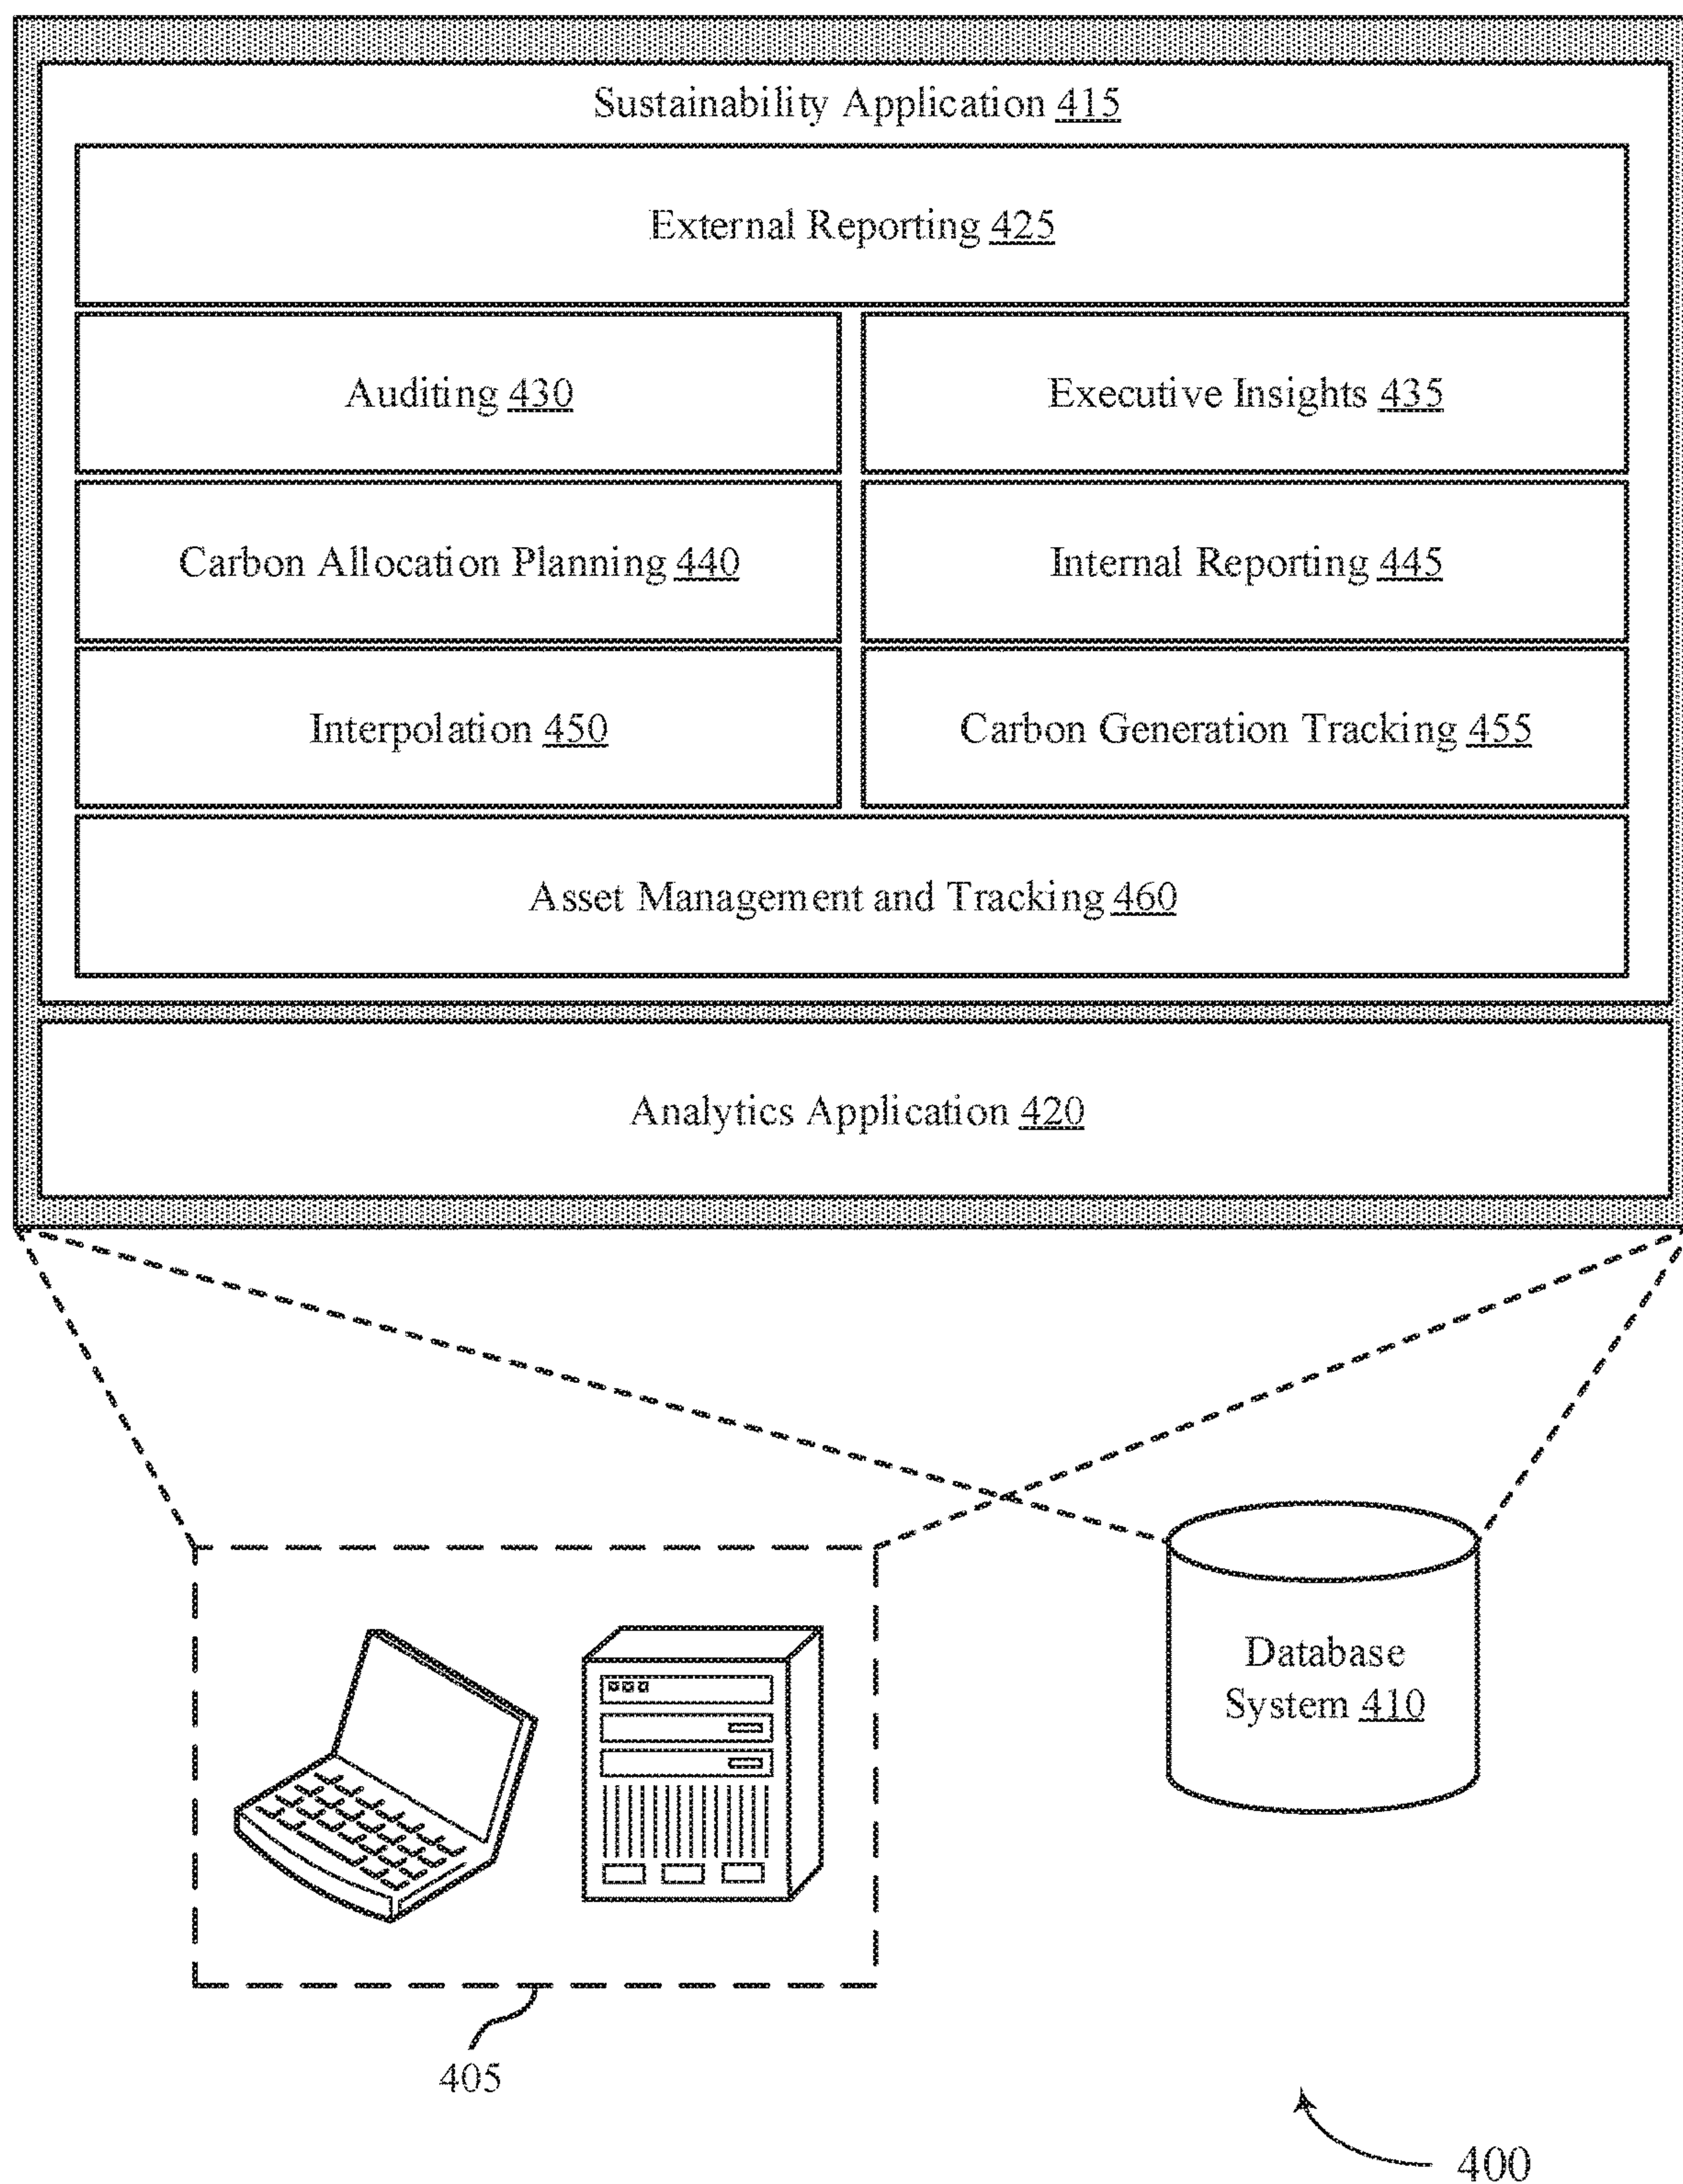 Sustainability Application 415
External Reporting 425
Auditing 430
Executive Insights 435
Carbon Allocation Planning 440
Internal Reporting 445
Interpolation 450
Carbon Generation Tracking 455
Asset Management and Tracking 460
Analytics Application 420
Database
System 410
405
400